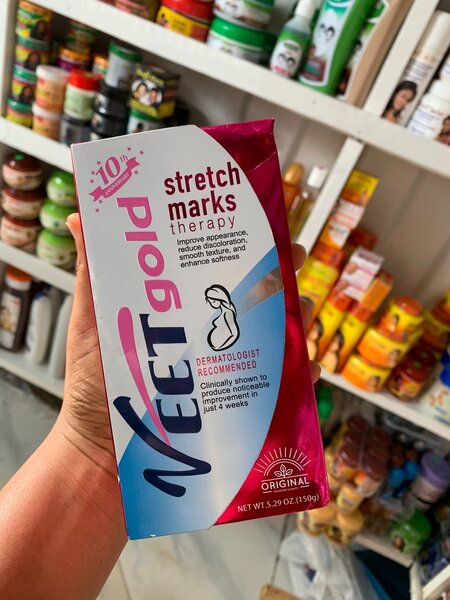 10th
ANNIVERSARY
stretch
marks
therapy
Improve appearance,
reduce discoloration,
smooth texture, and
enhance softness
VEET gold
DERMATOLOGIST
RECOMMENDED
Clinically shown to
produce noticeable
improvement in
just 4 weeks
ORIGINAL
NET WT.5.29 OZ.(150g)